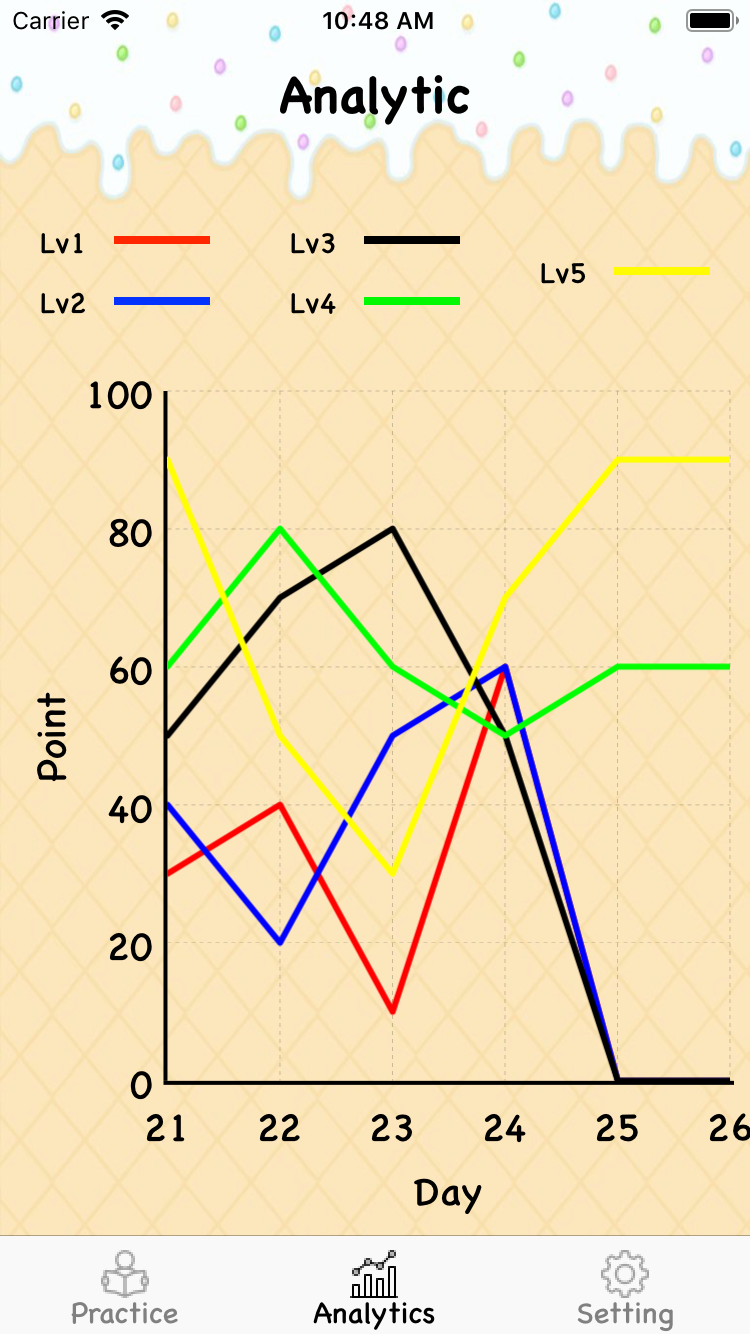 Carrier 10:48 AM
Analytic
Lv1 Lv3
Lv5
Lv2 Lv4
100
80
60
40
20
0
Point
21 22 23 24 25 26
Day
Practice Analytics Setting